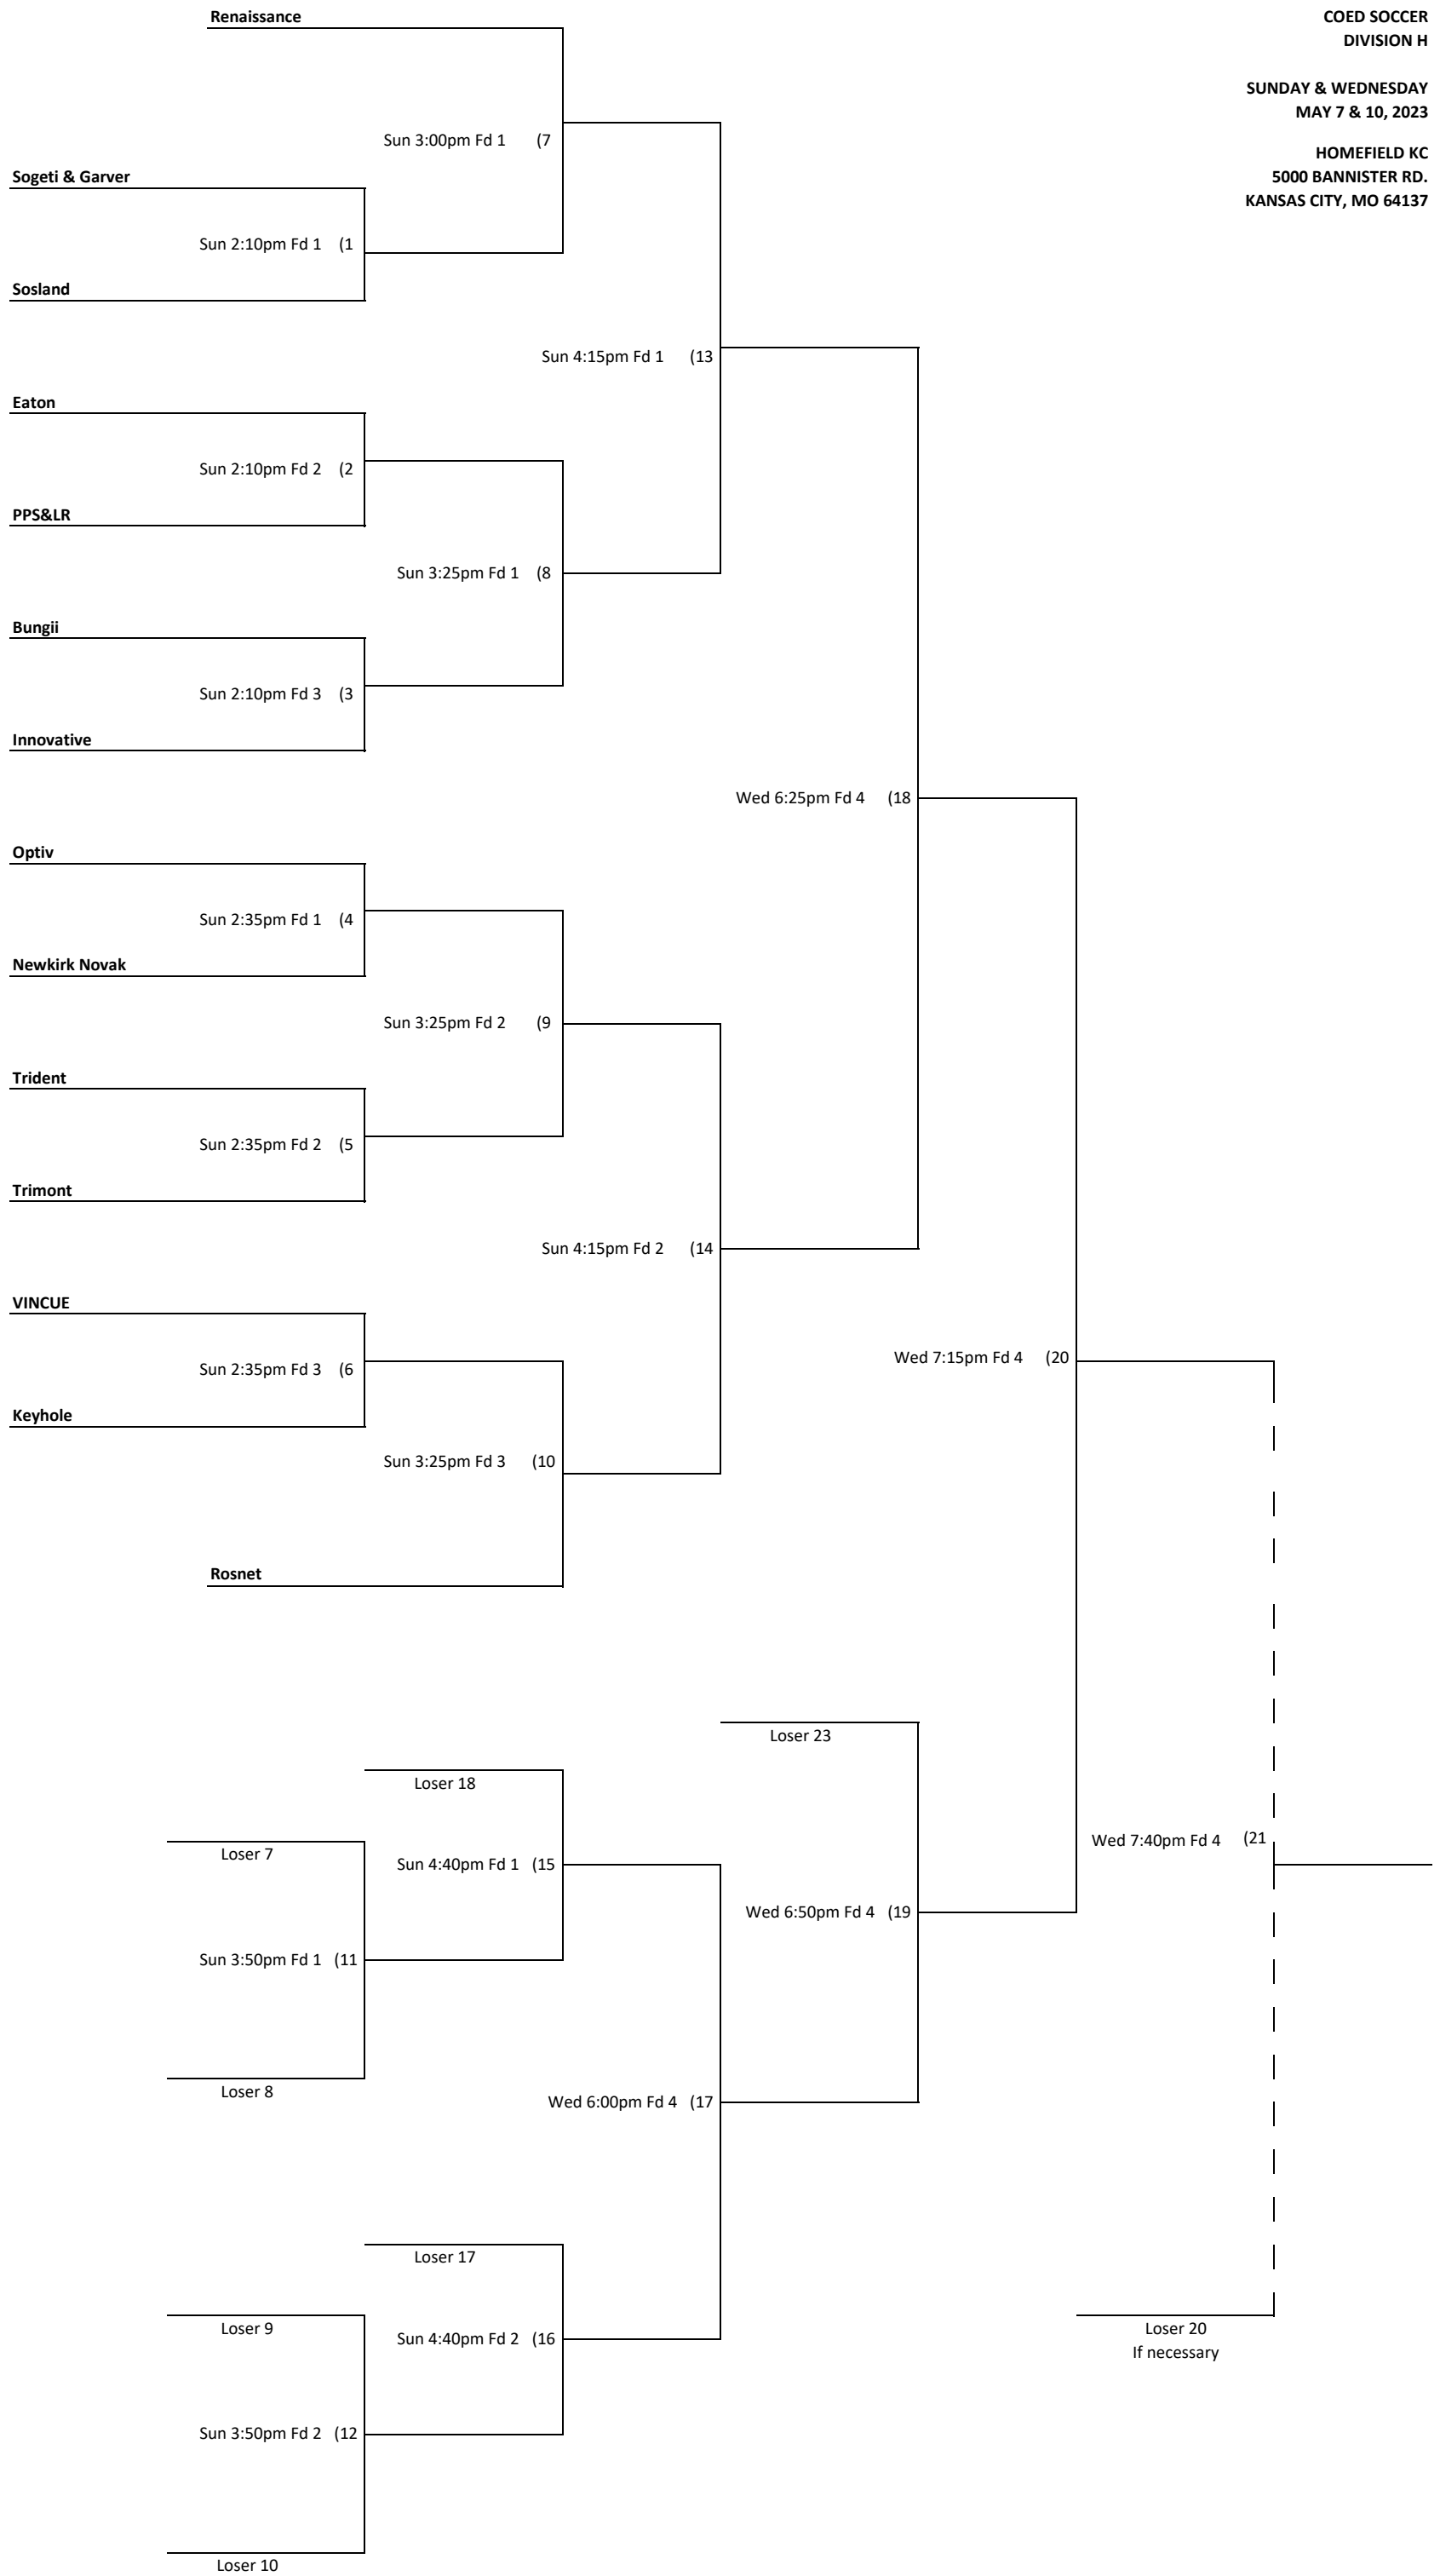 Renaissance
COED SOCCER
DIVISION H
SUNDAY & WEDNESDAY
MAY 7 & 10, 2023
Sun 3:00pm Fd 1 (7
HOMEFIELD KC
Sogeti & Garver
5000 BANNISTER RD.
KANSAS CITY, MO 64137
Sun 2:10pm Fd 1 (1
Sosland
Sun 4:15pm Fd 1 (13
Eaton
Sun 2:10pm Fd 2 (2
PPS&LR
Sun 3:25pm Fd 1 (8
Bungii
Sun 2:10pm Fd 3 (3
Innovative
Wed 6:25pm Fd 4 (18
Optiv
Sun 2:35pm Fd 1 (4
Newkirk Novak
Sun 3:25pm Fd 2 (9
Trident
Sun 2:35pm Fd 2 (5
Trimont
Sun 4:15pm Fd 2 (14
VINCUE
Wed 7:15pm Fd 4 (20
Sun 2:35pm Fd 3 (6
Keyhole
Sun 3:25pm Fd 3 (10
Rosnet
Loser 23
Loser 18
Wed 7:40pm Fd 4 (21
Loser 7
Sun 4:40pm Fd 1 (15
Wed 6:50pm Fd 4 (19
Sun 3:50pm Fd 1 (11
Loser 8
Wed 6:00pm Fd 4 (17
Loser 17
Loser 9
Loser 20
Sun 4:40pm Fd 2 (16
If necessary
Sun 3:50pm Fd 2 (12
Loser 10